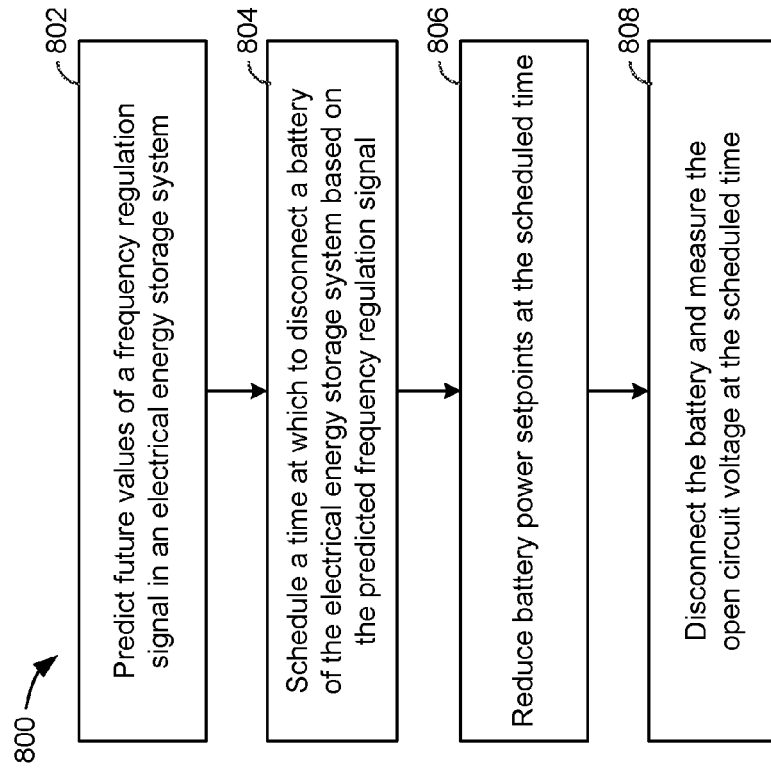 800
802
Predict future values of a frequency regulation
signal in an electrical energy storage system
804
Schedule a time at which to disconnect a battery
of the electrical energy storage system based on
the predicted frequency regulation signal
806
Reduce battery power setpoints at the scheduled time
808
Disconnect the battery and measure the
open circuit voltage at the scheduled time